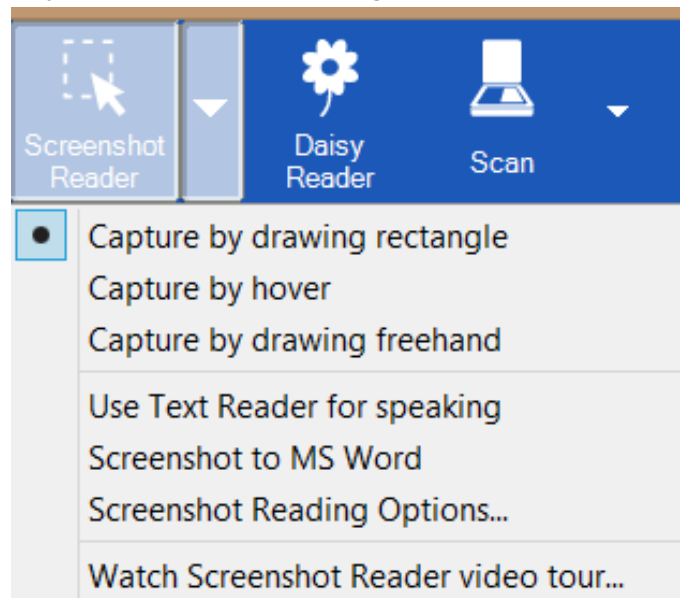 Screenshot
Reader
Daisy
Reader
Scan
Capture by drawing rectangle
Capture by hover
Capture by drawing freehand
Use Text Reader for speaking
Screenshot to MS Word
Screenshot Reading Options...
Watch Screenshot Reader video tour...